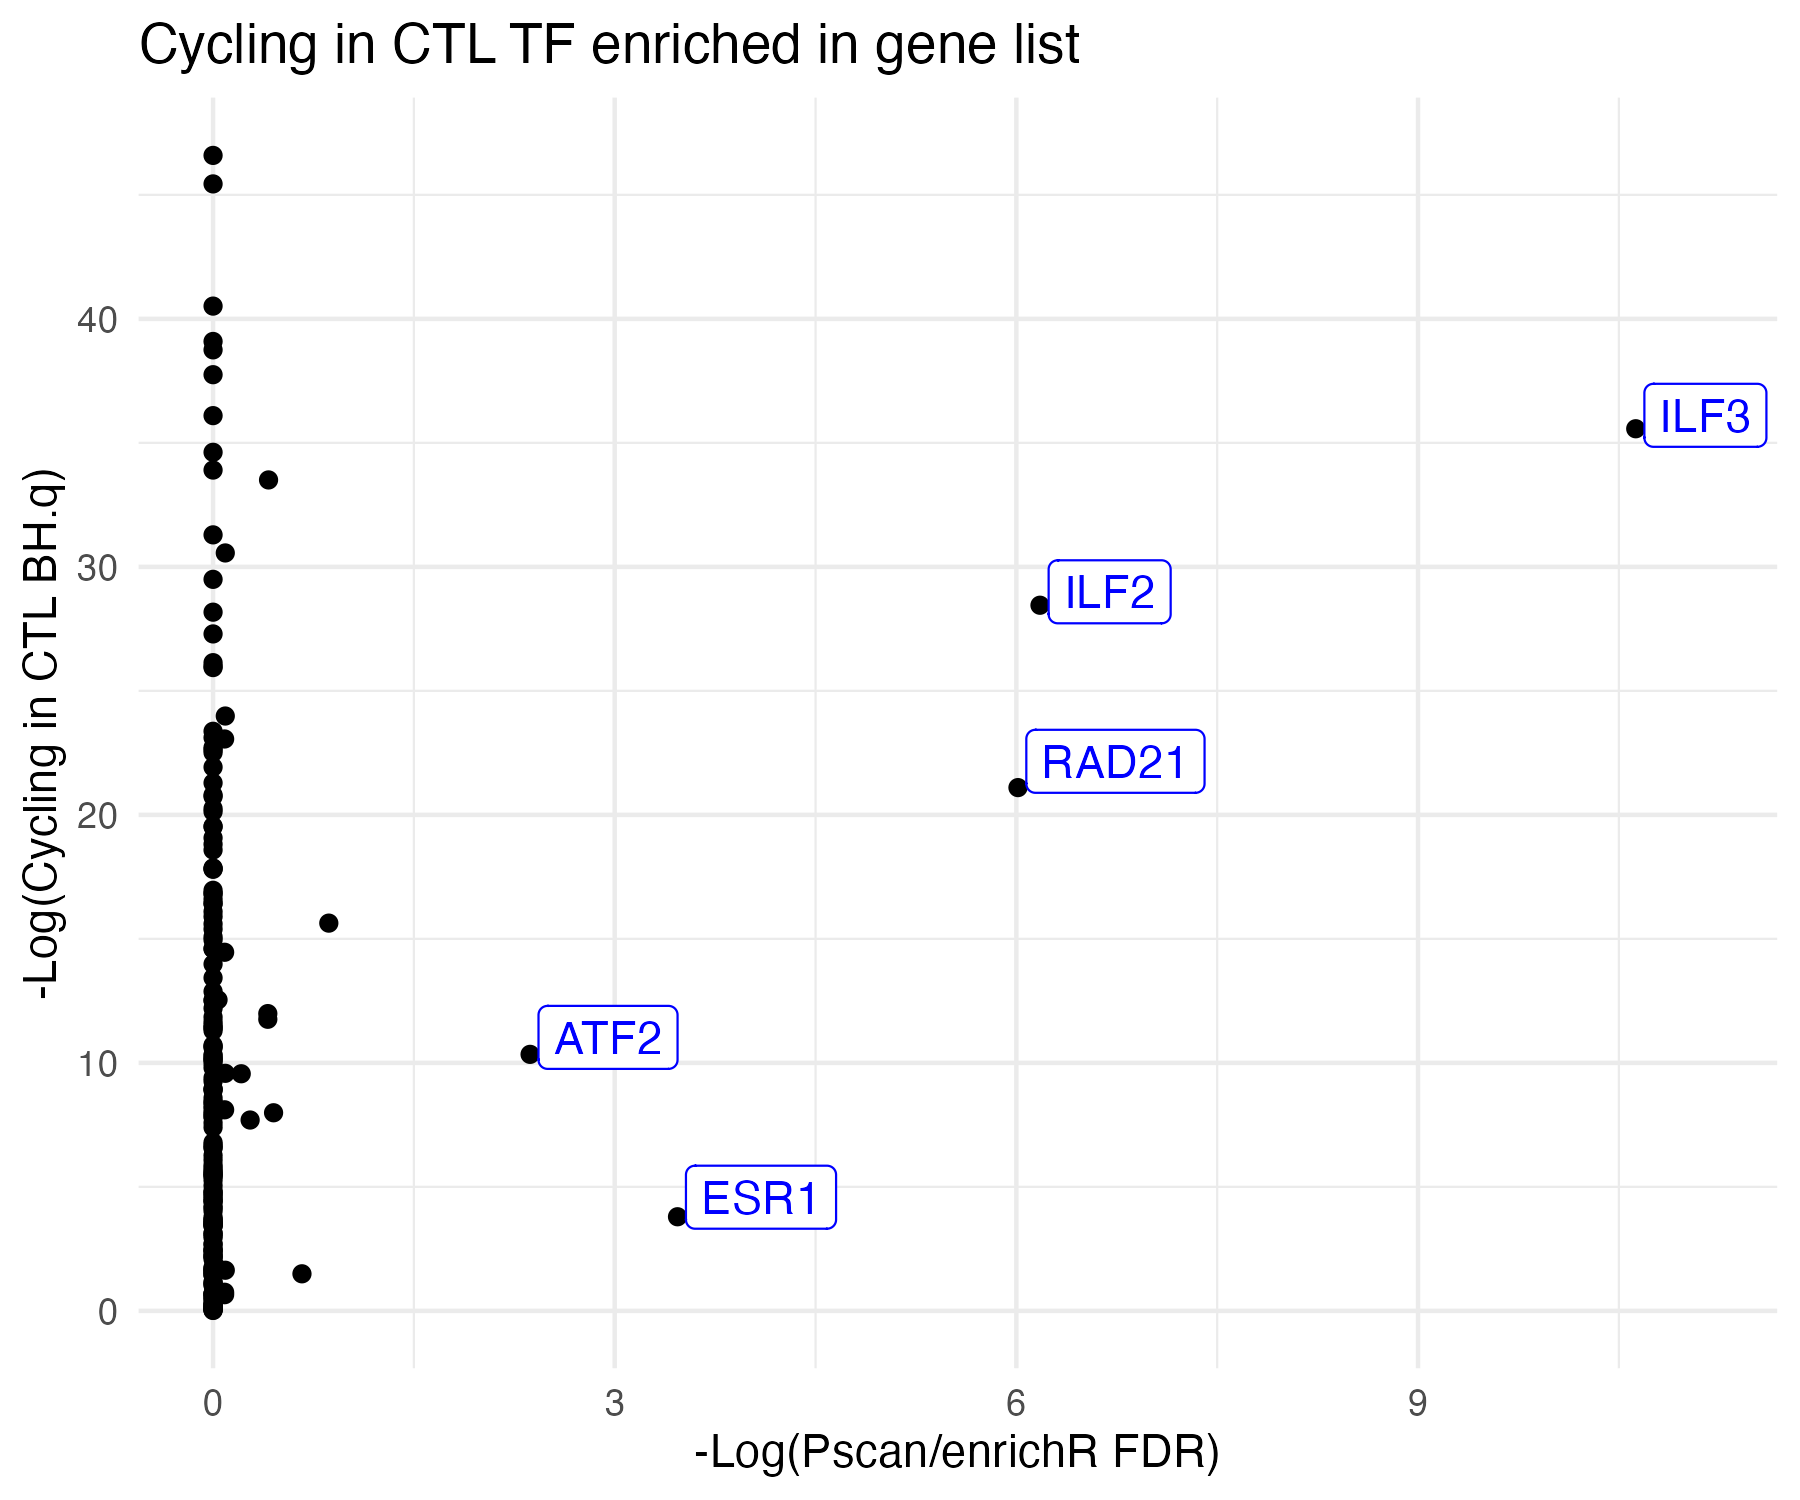 Cycling in CTL TF enriched in gene list
-Log(Cycling in CTL BH.q)
40
30
20
10
0
ILF3
ILF2
RAD21
ATF2
ESR1
0 3 6 9
-Log(Pscan/enrichR FDR)